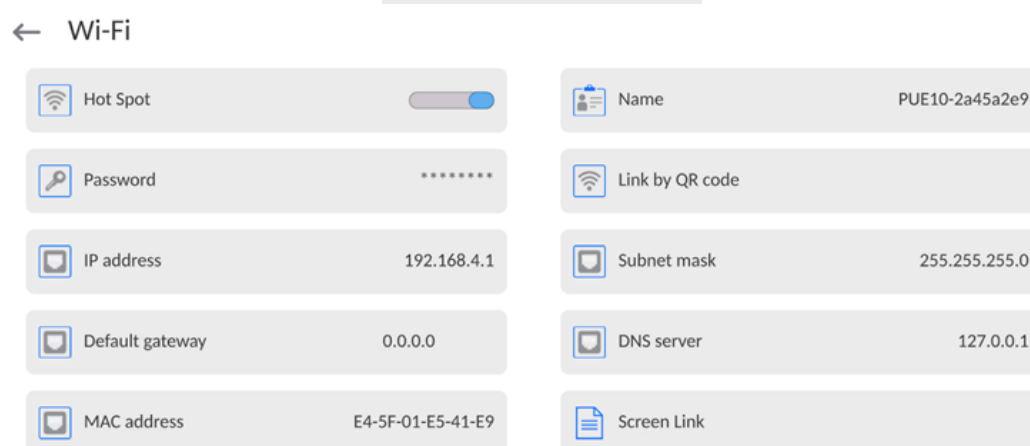 Wi-Fi
Hot Spot
Name PUE10-2a45a2e9
Password ********
Link by QR code
IP address 192.168.4.1
Subnet mask 255.255.255.0
Default gateway 0.0.0.0
DNS server 127.0.0.1
MAC address E4-5F-01-E5-41-E9
Screen Link